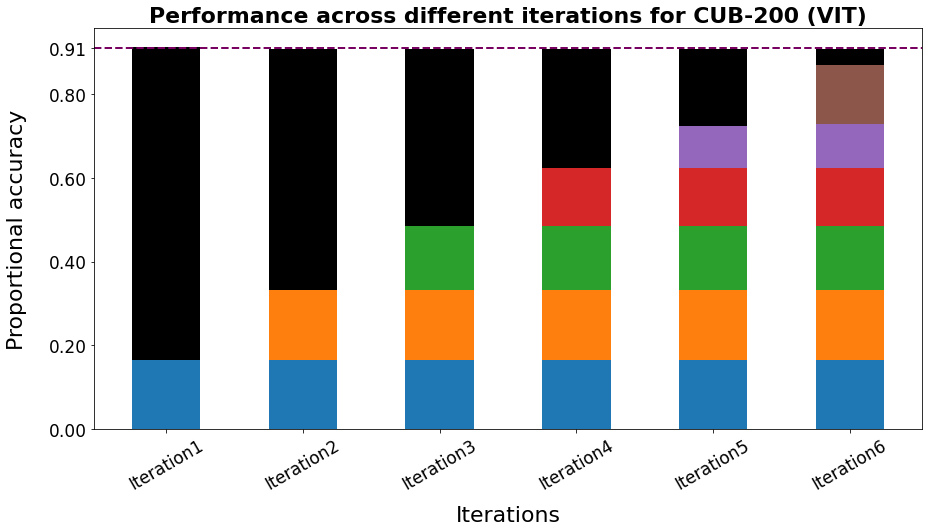 Performance across different iterations for CUB-200 (VIT)
0.91
0.80
0.60
0.40
0.20
0.00
Proportional accuracy
Iteration1
Iteration2
Iteration3
Iteration4
Iteration5
Iteration6
Iterations